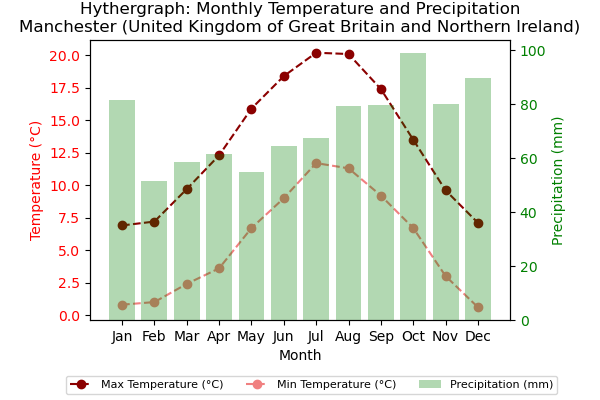 Hythergraph: Monthly Temperature and Precipitation
Manchester (United Kingdom of Great Britain and Northern Ireland)
20.0
17.5
15.0
12.5
10.0
7.5
5.0
2.5
0.0
Temperature (°C)
100
80
60
40
20
0
Precipitation (mm)
Jan Feb Mar Apr May Jun Jul Aug Sep Oct Nov Dec
Month
Max Temperature (°C) Min Temperature (°C) Precipitation (mm)